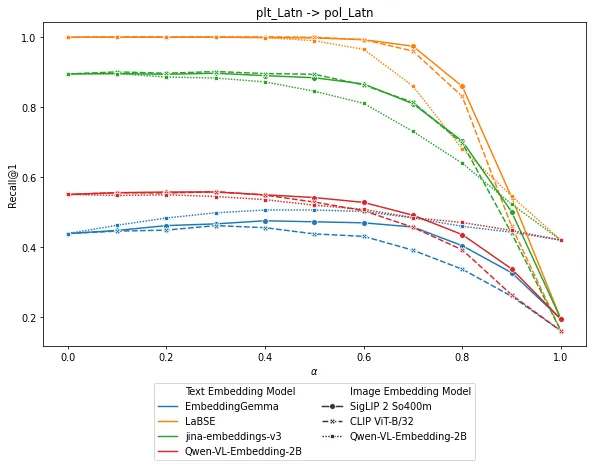 plt_Latn -> pol_Latn
1.0
0.8
0.6
0.4
0.2
Recall@1
0.0 0.2 0.4 0.6 0.8 1.0
α
Text Embedding Model Image Embedding Model
EmbeddingGemma SigLIP 2 So400m
LaBSE CLIP ViT-B/32
jina-embeddings-v3 Qwen-VL-Embedding-2B
Qwen-VL-Embedding-2B